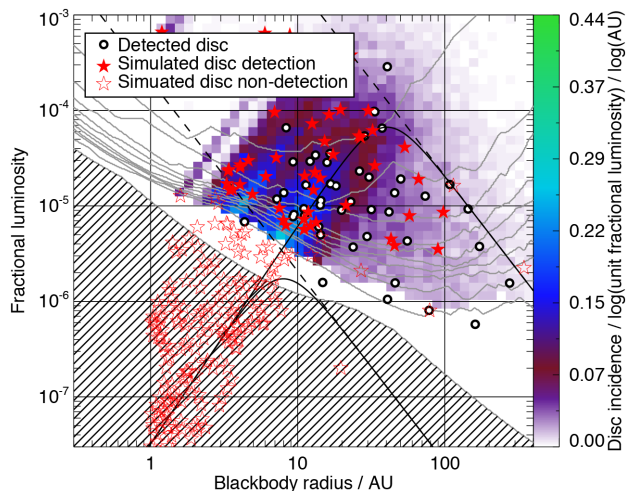 10^-3
10^-4
10^-5
10^-6
10^-7
Fractional luminosity
Detected disc
Simulated disc detection
Simuated disc non-detection
1
10
100
Blackbody radius / AU
0.44
0.37
0.29
0.22
0.15
0.07
0.00
Disc incidence / log(unit fractional luminosity) / log(AU)